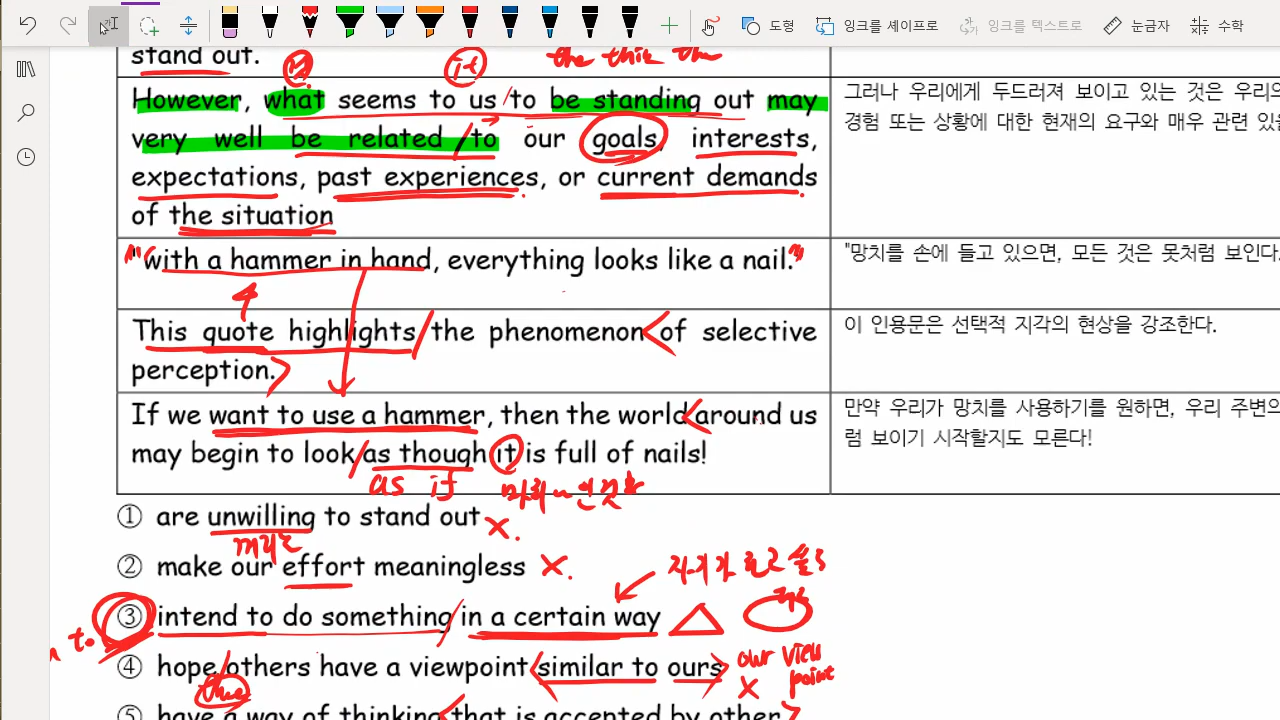 도형 잉크를 셰이프로 잉크를 텍스트로 눈금자 수학
stand out.
it
However, what seems to us to be standing out may
very well be related to our goals, interests,
expectations, past experiences, or current demands
of the situation
그러나 우리에게 두드러져 보이고 있는 것은 우리의
경험 또는 상황에 대한 현재의 요구와 매우 관련 있을
"with a hammer in hand, everything looks like a nail."
"망치를 손에 들고 있으면, 모든 것은 못처럼 보인다.
This quote highlights the phenomenon of selective
perception.
이 인용문은 선택적 지각의 현상을 강조한다.
If we want to use a hammer, then the world around us
may begin to look as though it is full of nails!
만약 우리가 망치를 사용하기를 원하면, 우리 주변의
럼 보이기 시작할지도 모른다!
as if
① are unwilling to stand out
② make our effort meaningless
③ intend to do something in a certain way
④ hope others have a viewpoint similar to ours
our view
point
⑤ have a way of thinking that is accepted by other